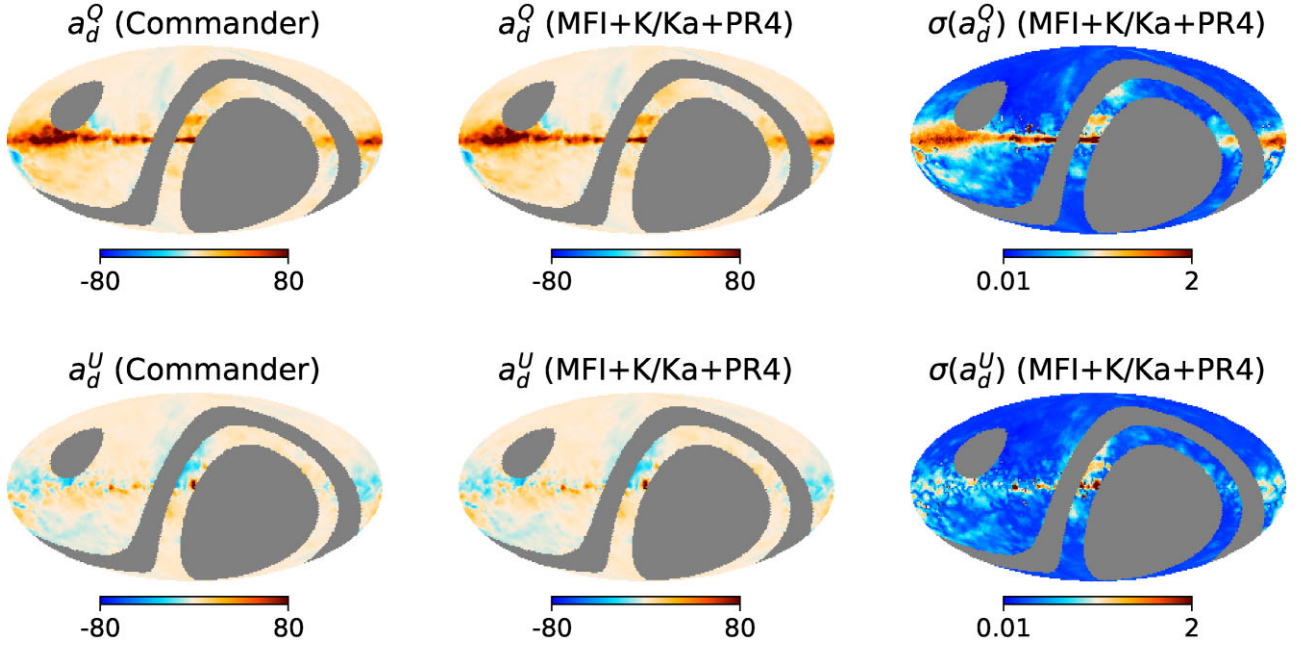 a_d^Q (Commander) a_d^Q (MFI+K/Ka+PR4) σ(a_d^Q) (MFI+K/Ka+PR4)
-80 80 -80 80 0.01 2
a_d^U (Commander) a_d^U (MFI+K/Ka+PR4) σ(a_d^U) (MFI+K/Ka+PR4)
-80 80 -80 80 0.01 2